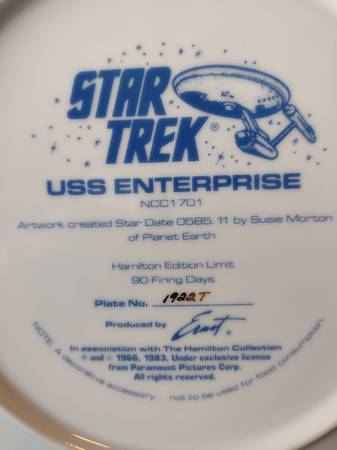 STAR
TREK®
USS ENTERPRISE
NCC1701
Artwork created Star Date 0585. 11 by Susie Morton
of Planet Earth
Hamilton Edition Limit
90 Firing Days
Plate No. 1922T
Produced by Ernst®
In association with The Hamilton Collection
® and © 1966, 1983, Under exclusive license
from Paramount Pictures Corp.
All rights reserved.
NOTE: A decorative accessory... not to be used for food consumption.